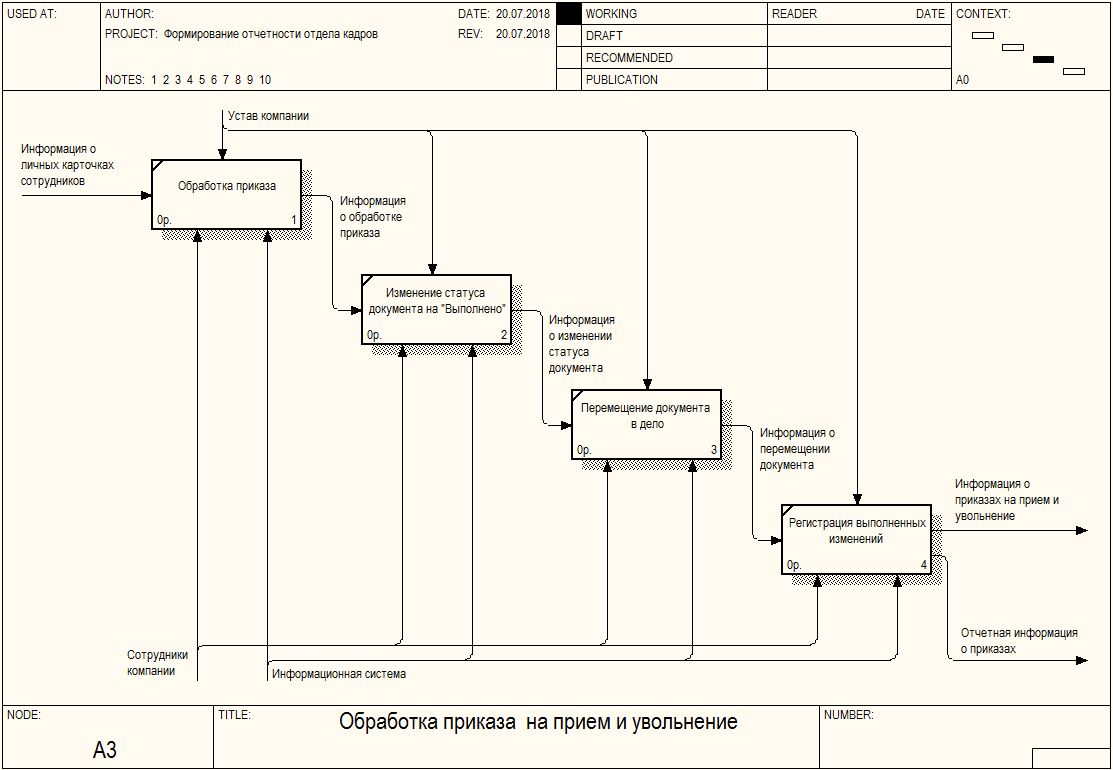 USED AT:
AUTHOR:
DATE: 20.07.2018
PROJECT: Формирование отчетности отдела кадров
REV: 20.07.2018
NOTES: 1 2 3 4 5 6 7 8 9 10
WORKING
DRAFT
RECOMMENDED
PUBLICATION
READER
DATE
CONTEXT:
A0
Устав компании
Информация о
личных карточках
сотрудников
Обработка приказа
0р.
1
Информация
о обработке
приказа
Изменение статуса
документа на "Выполнено"
0р.
2
Информация
о изменении
статуса
документа
Перемещение документа
в дело
0р.
3
Информация о
перемещении
документа
Регистрация выполненных
изменений
0р.
4
Информация о
приказах на прием и
увольнение
Отчетная информация
о приказах
Сотрудники
компании
Информационная система
NODE:
A3
TITLE:
Обработка приказа на прием и увольнение
NUMBER: